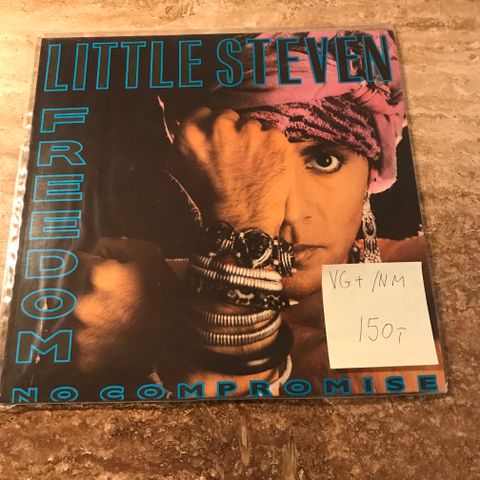 LITTLE STEVEN
FREEDOM
NO COMPROMISE
VG+/NM
150,-